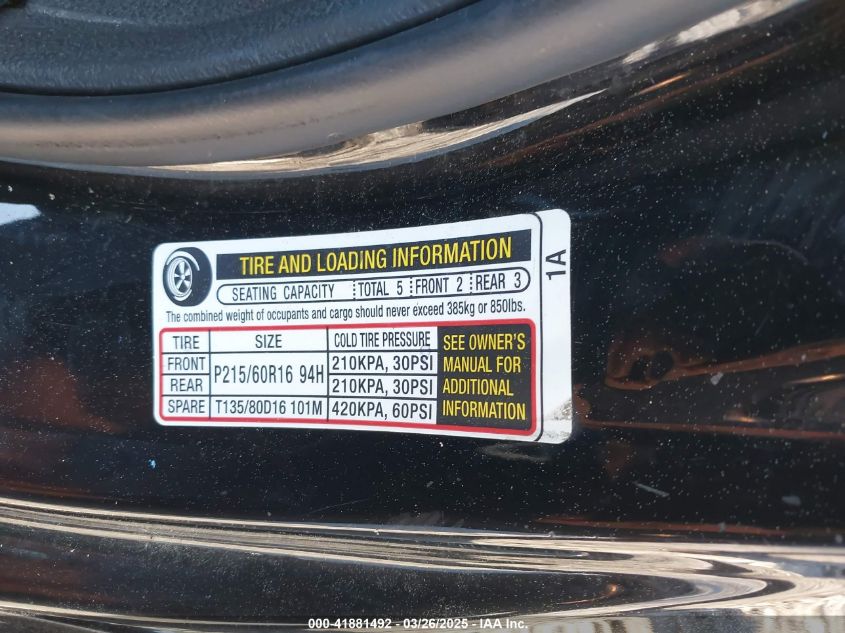 TIRE AND LOADING INFORMATION
SEATING CAPACITY TOTAL 5 FRONT 2 REAR 3
The combined weight of occupants and cargo should never exceed 385kg or 850lbs.
TIRE SIZE COLD TIRE PRESSURE
FRONT P215/60R16 94H 210KPA, 30PSI
REAR 210KPA, 30PSI
SPARE T135/80D16 101M 420KPA, 60PSI
SEE OWNER'S
MANUAL FOR
ADDITIONAL
INFORMATION
1A
000-41881492 - 03/26/2025 - IAA Inc.